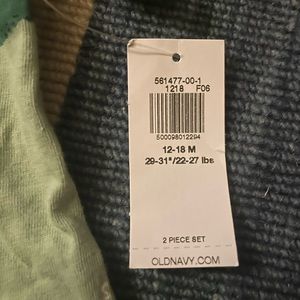 561477-00-1
1218 F06
500098012294
12-18 M
29-31"/22-27 lbs
2 PIECE SET
OLDNAVY.COM